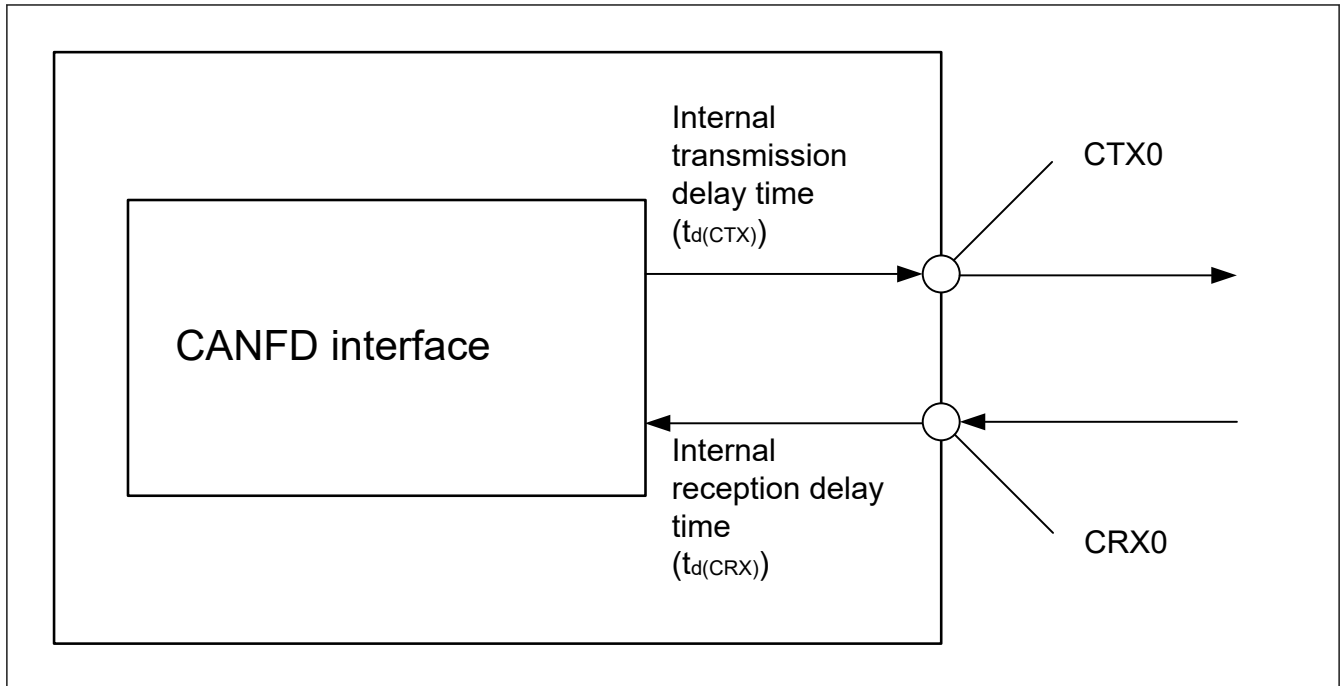 Internal
transmission
delay time
(td(CTX))
CTX0
CANFD interface
Internal
reception delay
time
(td(CRX))
CRX0